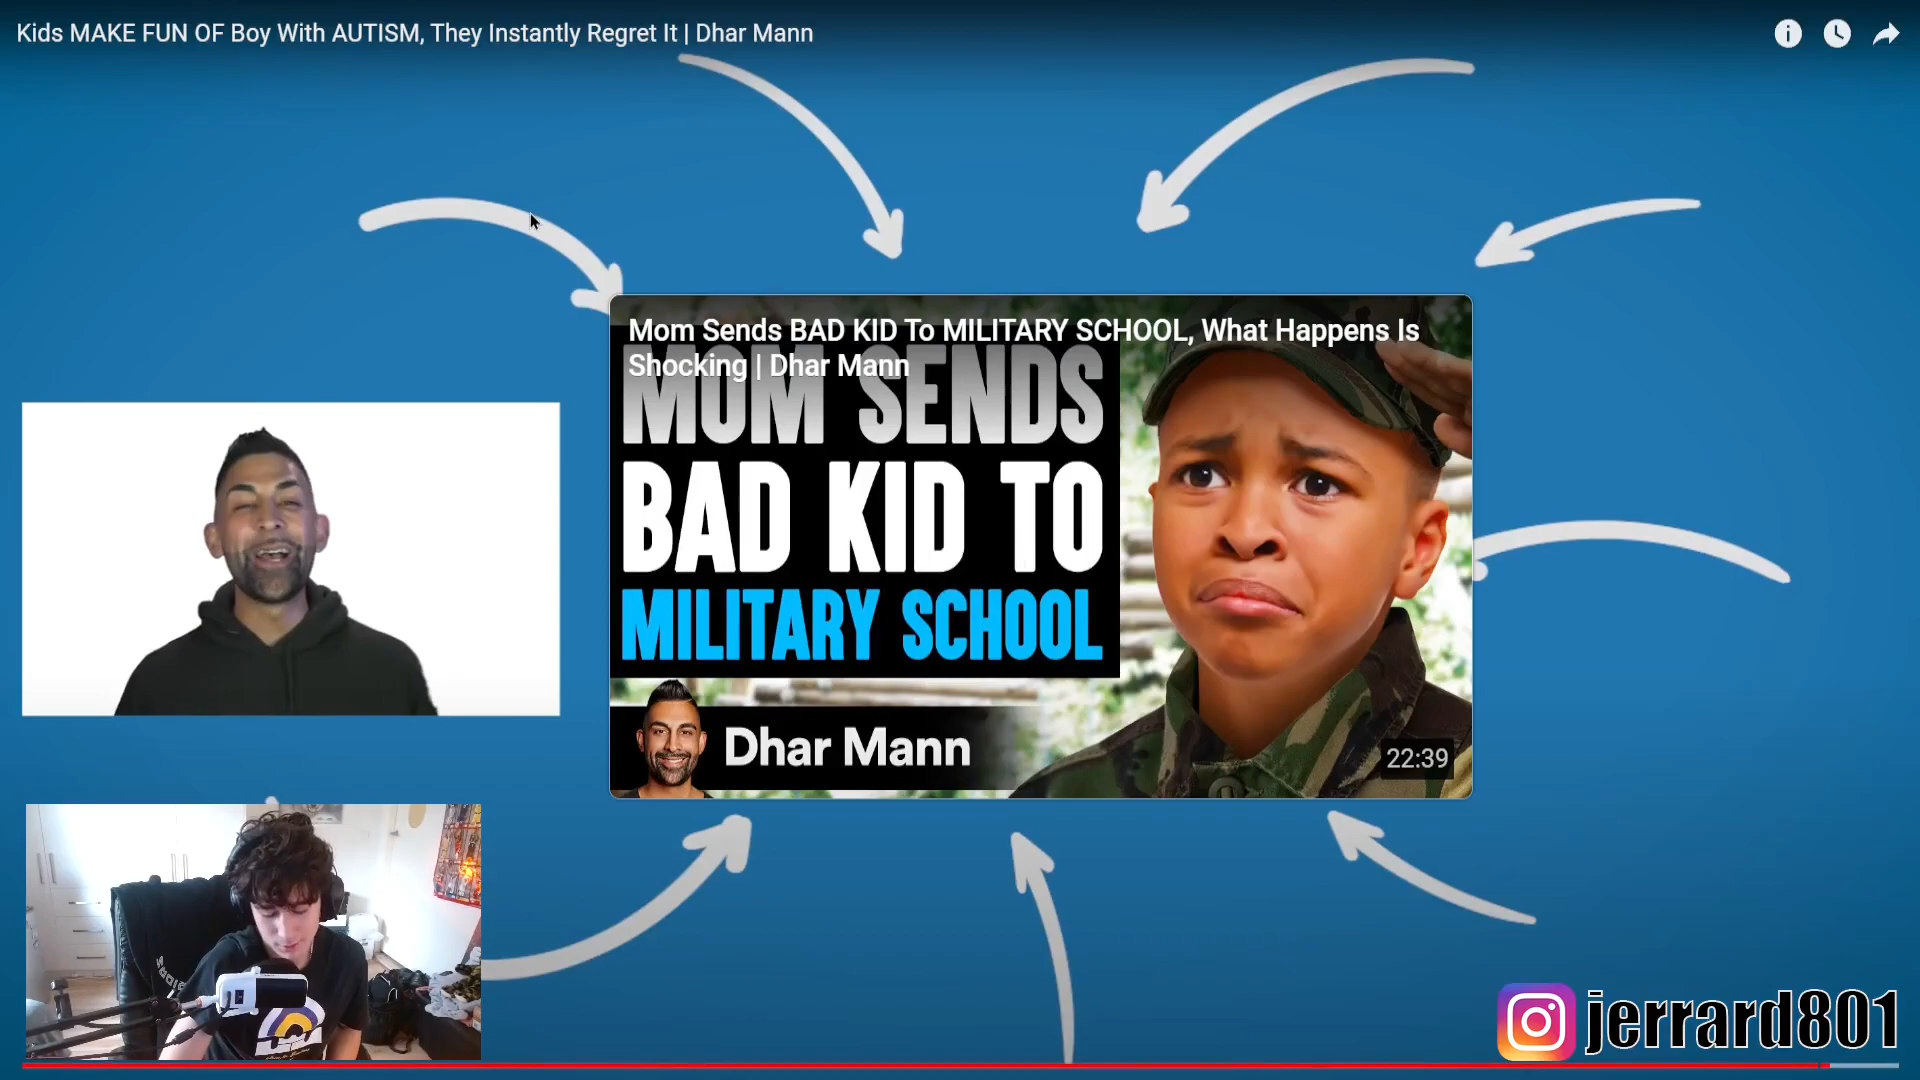 Kids MAKE FUN OF Boy With AUTISM, They Instantly Regret It | Dhar Mann
Mom Sends BAD KID To MILITARY SCHOOL, What Happens Is
Shocking | Dhar Mann
MOM SENDS
BAD KID TO
MILITARY SCHOOL
Dhar Mann
22:39
jerrard801